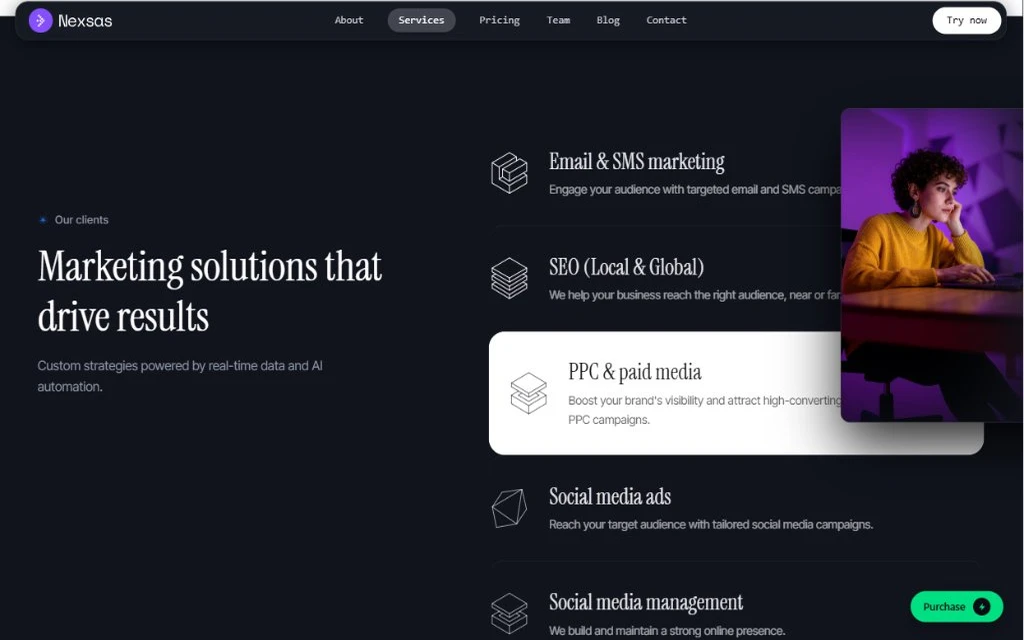 Nexsas
About
Services
Pricing
Team
Blog
Contact
Try now
Our clients
Marketing solutions that
drive results
Custom strategies powered by real-time data and AI
automation.
Email & SMS marketing
Engage your audience with targeted email and SMS
SEO (Local & Global)
We help your business reach the right audience, near or far
PPC & paid media
Boost your brand's visibility and attract high-converting
PPC campaigns.
Social media ads
Reach your target audience with tailored social media campaigns.
Social media management
We build and maintain a strong online presence.
Purchase